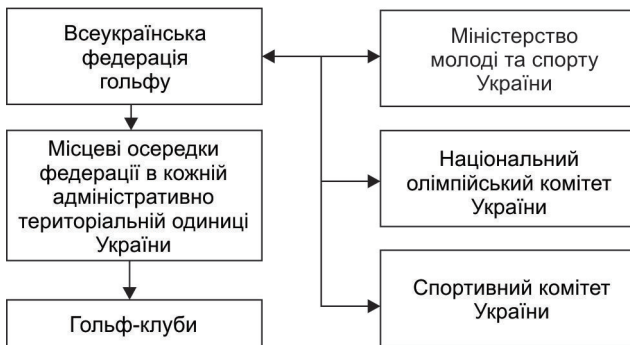 Всеукраїнська
федерація
гольфу
Місцеві осередки
федерації в кожній
адміністративно
територіальній одиниці
України
Гольф-клуби
Міністерство
молоді та спорту
України
Національний
олімпійський комітет
України
Спортивний комітет
України